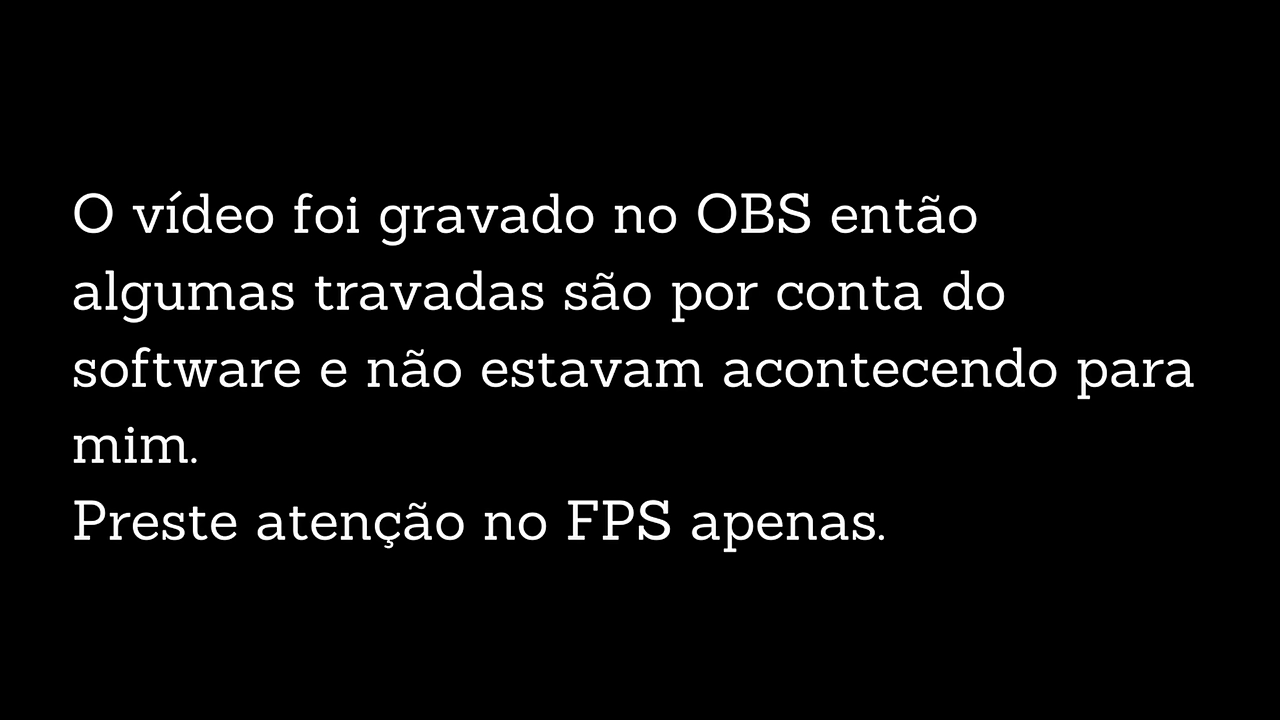 O vídeo foi gravado no OBS então
algumas travadas são por conta do
software e não estavam acontecendo para
mim.
Preste atenção no FPS apenas.